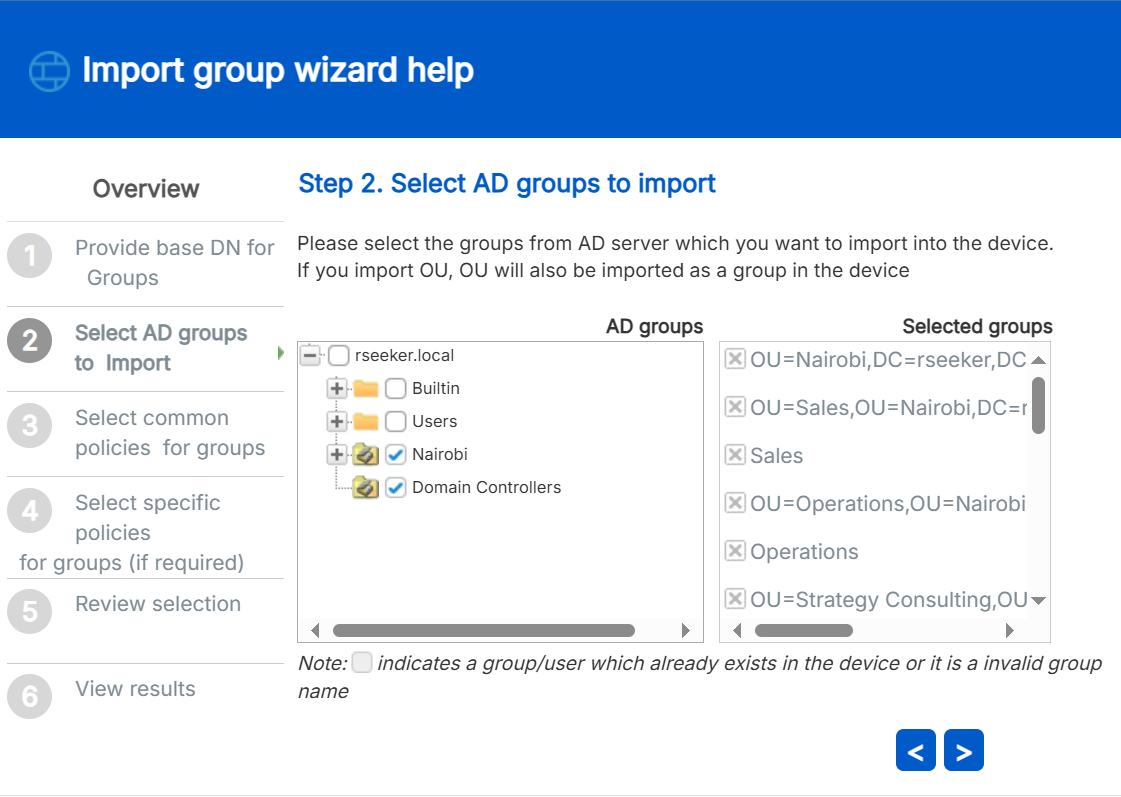 Import group wizard help
Overview
1
Provide base DN for
Groups
2
Select AD groups
to Import
3
Select common
policies for groups
4
Select specific
policies
for groups (if required)
5
Review selection
6
View results
Step 2. Select AD groups to import
Please select the groups from AD server which you want to import into the device.
If you import OU, OU will also be imported as a group in the device
AD groups
rseeker.local
Builtin
Users
Nairobi
Domain Controllers
Selected groups
OU=Nairobi,DC=rseeker,DC
OU=Sales,OU=Nairobi,DC=r
Sales
OU=Operations,OU=Nairobi
Operations
OU=Strategy Consulting,OU
Note: indicates a group/user which already exists in the device or it is a invalid group
name
< >